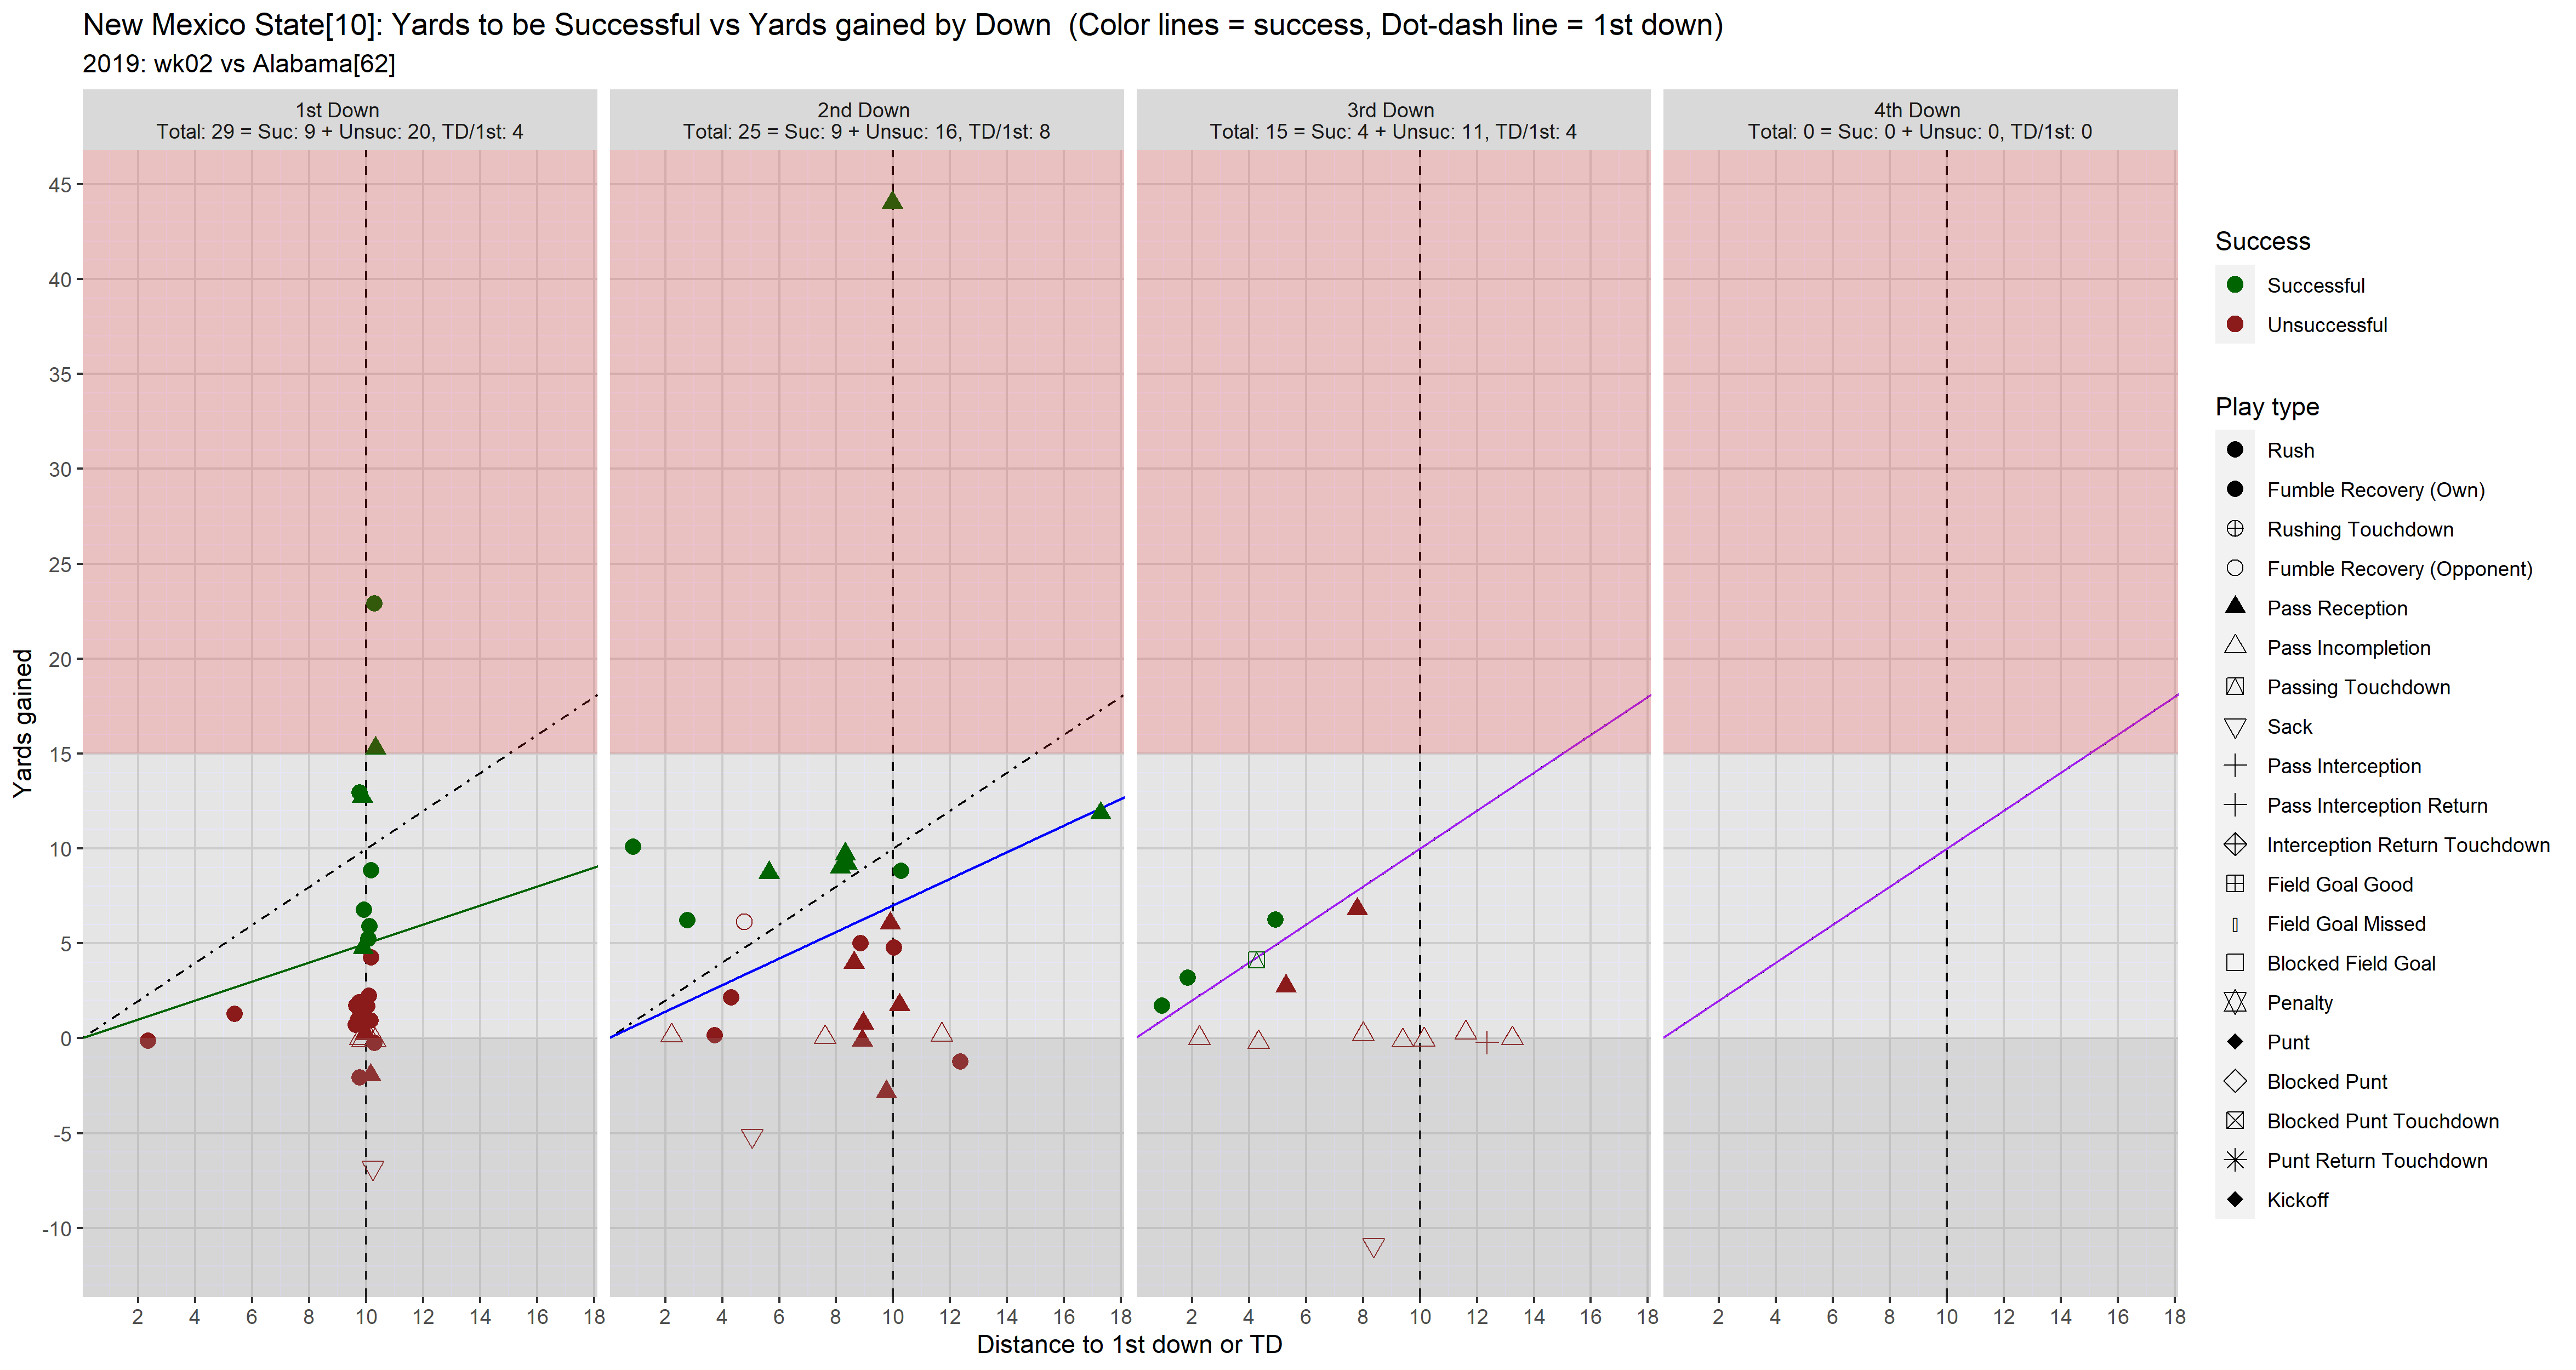 New Mexico State[10]: Yards to be Successful vs Yards gained by Down  (Color lines = success, Dot-dash line = 1st down)
2019: wk02 vs Alabama[62]
1st Down
Total: 29 = Suc: 9 + Unsuc: 20, TD/1st: 4
2nd Down
Total: 25 = Suc: 9 + Unsuc: 16, TD/1st: 8
3rd Down
Total: 15 = Suc: 4 + Unsuc: 11, TD/1st: 4
4th Down
Total: 0 = Suc: 0 + Unsuc: 0, TD/1st: 0
Yards gained
45
40
35
30
25
20
15
10
5
0
-5
-10
2 4 6 8 10 12 14 16 18
2 4 6 8 10 12 14 16 18
2 4 6 8 10 12 14 16 18
2 4 6 8 10 12 14 16 18
Distance to 1st down or TD
Success
Successful
Unsuccessful
Play type
Rush
Fumble Recovery (Own)
Rushing Touchdown
Fumble Recovery (Opponent)
Pass Reception
Pass Incompletion
Passing Touchdown
Sack
Pass Interception
Pass Interception Return
Interception Return Touchdown
Field Goal Good
Field Goal Missed
Blocked Field Goal
Penalty
Punt
Blocked Punt
Blocked Punt Touchdown
Punt Return Touchdown
Kickoff